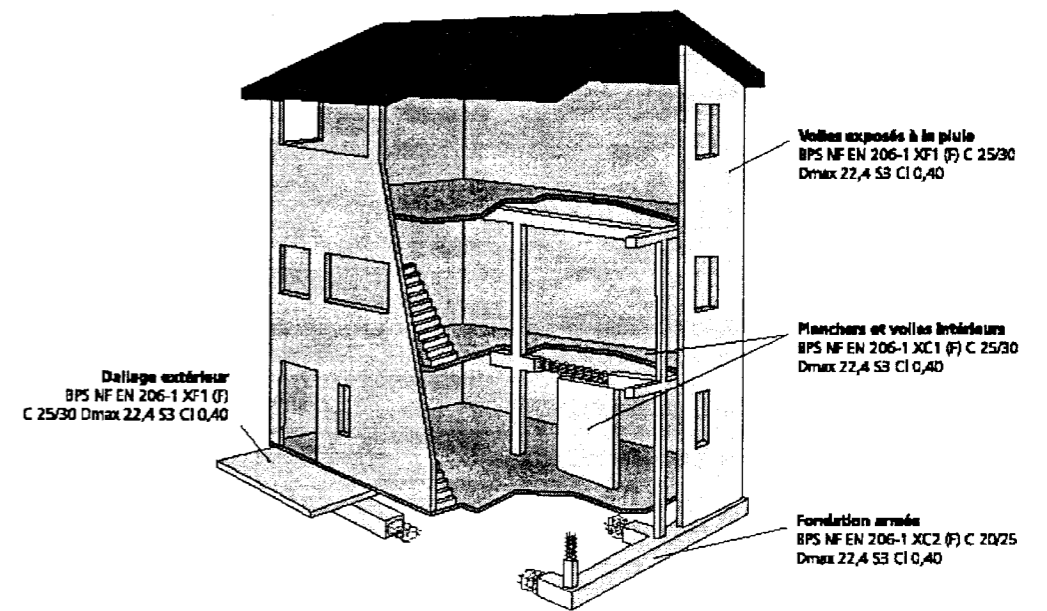 Voiles exposés à la pluie
BPS NF EN 206-1 XF1 (F) C 25/30
Dmax 22,4 S3 Cl 0,40
Planchers et voiles intérieurs
BPS NF EN 206-1 XC1 (F) C 25/30
Dmax 22,4 S3 Cl 0,40
Dallage extérieur
BPS NF EN 206-1 XF1 (F)
C 25/30 Dmax 22,4 S3 Cl 0,40
Fondation armée
BPS NF EN 206-1 XC2 (F) C 20/25
Dmax 22,4 S3 Cl 0,40